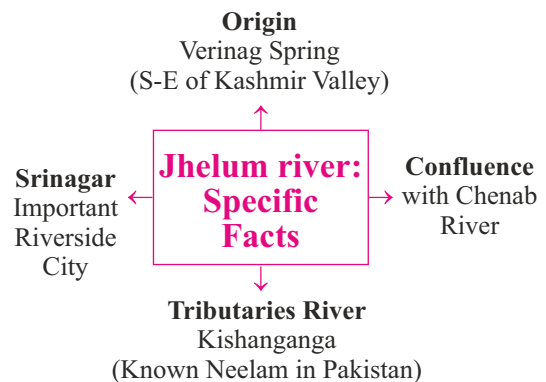 Origin
Verinag Spring
(S-E of Kashmir Valley)
Jhelum river:
Specific
Facts
Srinagar
Important
Riverside
City
Confluence
with Chenab
River
Tributaries River
Kishanganga
(Known Neelam in Pakistan)